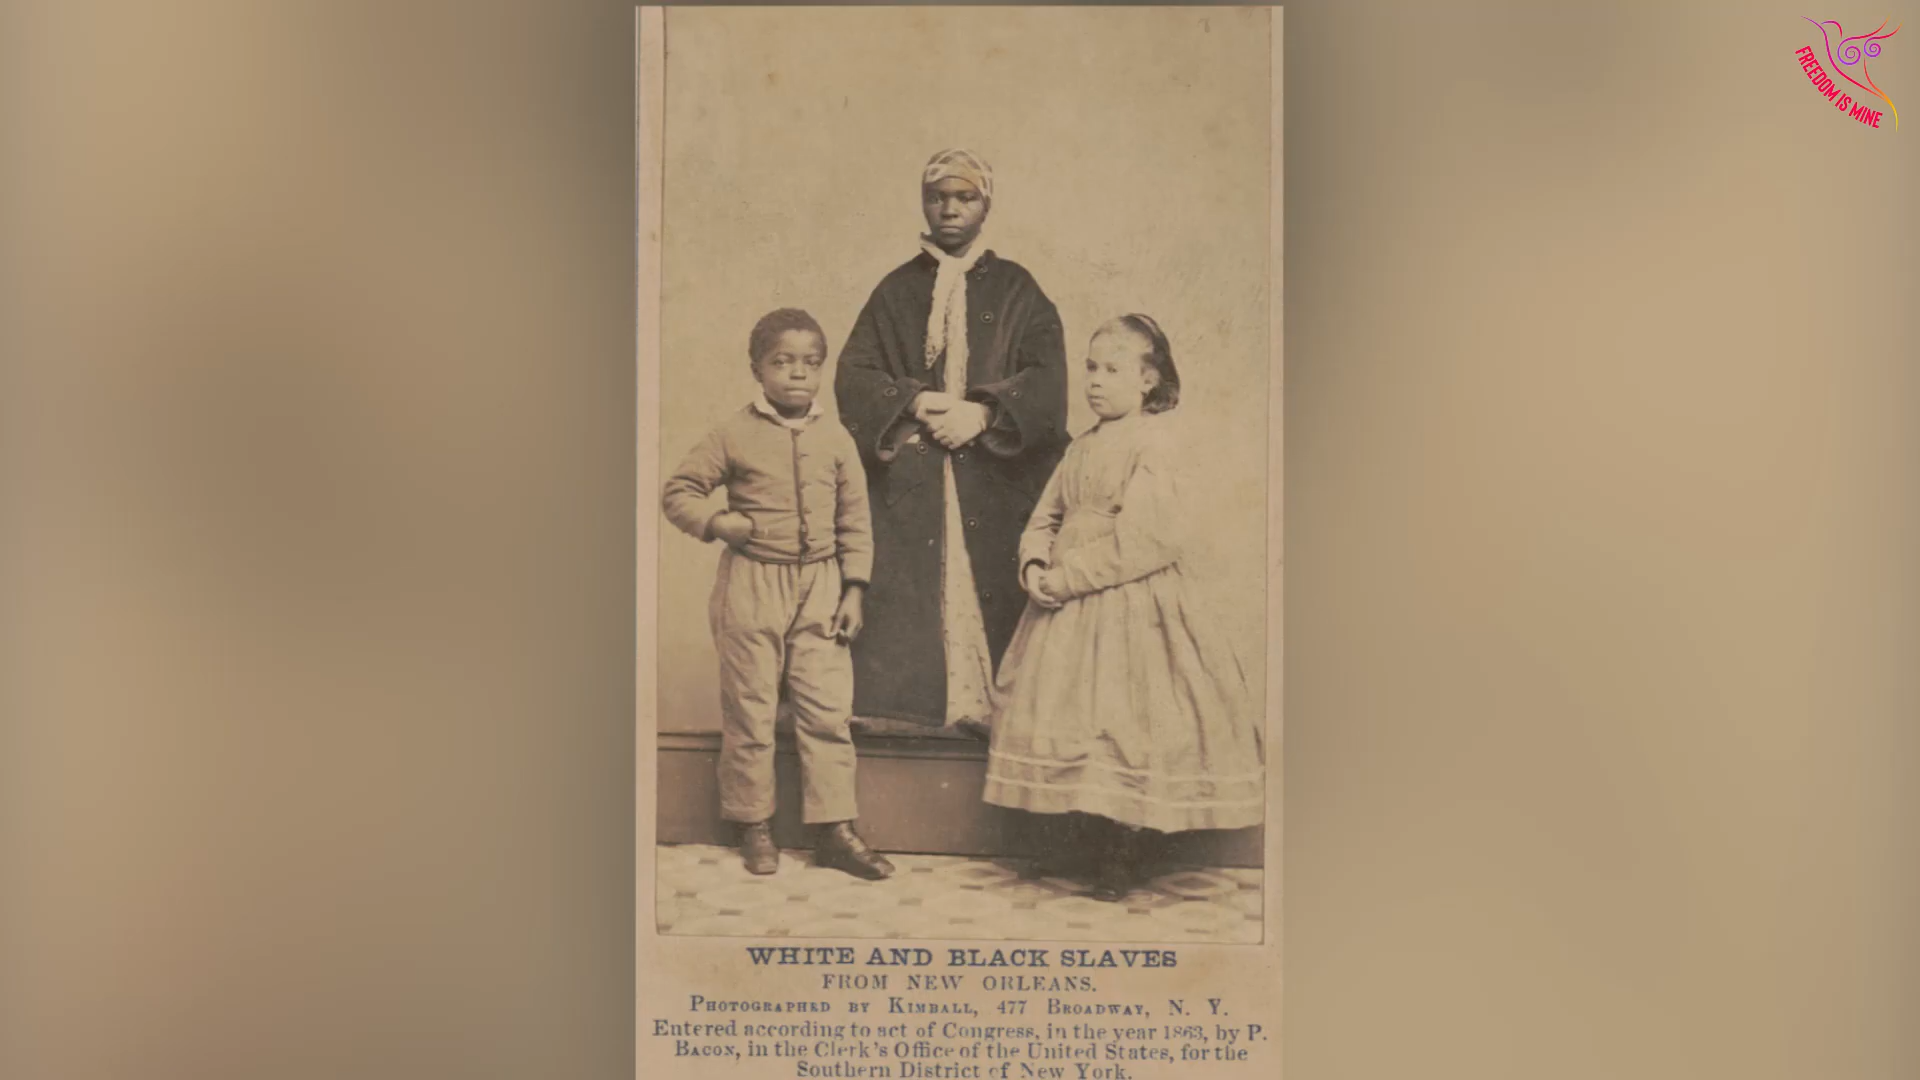 FREEDOM IS MINE
WHITE AND BLACK SLAVES
FROM NEW ORLEANS.
PHOTOGRAPHED BY KIMBALL, 477 BROADWAY, N. Y.
Entered according to act of Congress, in the year 1863, by P.
BACON, in the Clerk's Office of the United States, for the
Southern District of New York.